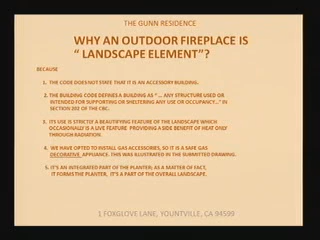 THE GUNN RESIDENCE
WHY AN OUTDOOR FIREPLACE IS
“ LANDSCAPE ELEMENT”?
BECAUSE
1. THE CODE DOES NOT STATE THAT IT IS AN ACCESSORY BUILDING.
2. THE BUILDING CODE DEFINES A BUILDING AS “ ... ANY STRUCTURE USED OR
INTENDED FOR SUPPORTING OR SHELTERING ANY USE OR OCCUPANCY...” IN
SECTION 202 OF THE CBC.
3. ITS USE IS STRICTLY A BEAUTIFYING FEATURE OF THE LANDSCAPE WHICH
OCCASIONALLY IS A LIVE FEATURE PROVIDING A SIDE BENEFIT OF HEAT ONLY
THROUGH RADIATION.
4. WE HAVE OPTED TO INSTALL GAS ACCESSORIES, SO IT IS A SAFE GAS
DECORATIVE APPLIANCE. THIS WAS ILLUSTRATED IN THE SUBMITTED DRAWING.
5. IT'S AN INTEGRATED PART OF THE PLANTER; AS A MATTER OF FACT,
IT FORMS THE PLANTER, IT'S A PART OF THE OVERALL LANDSCAPE.
1 FOXGLOVE LANE, YOUNTVILLE, CA 94599